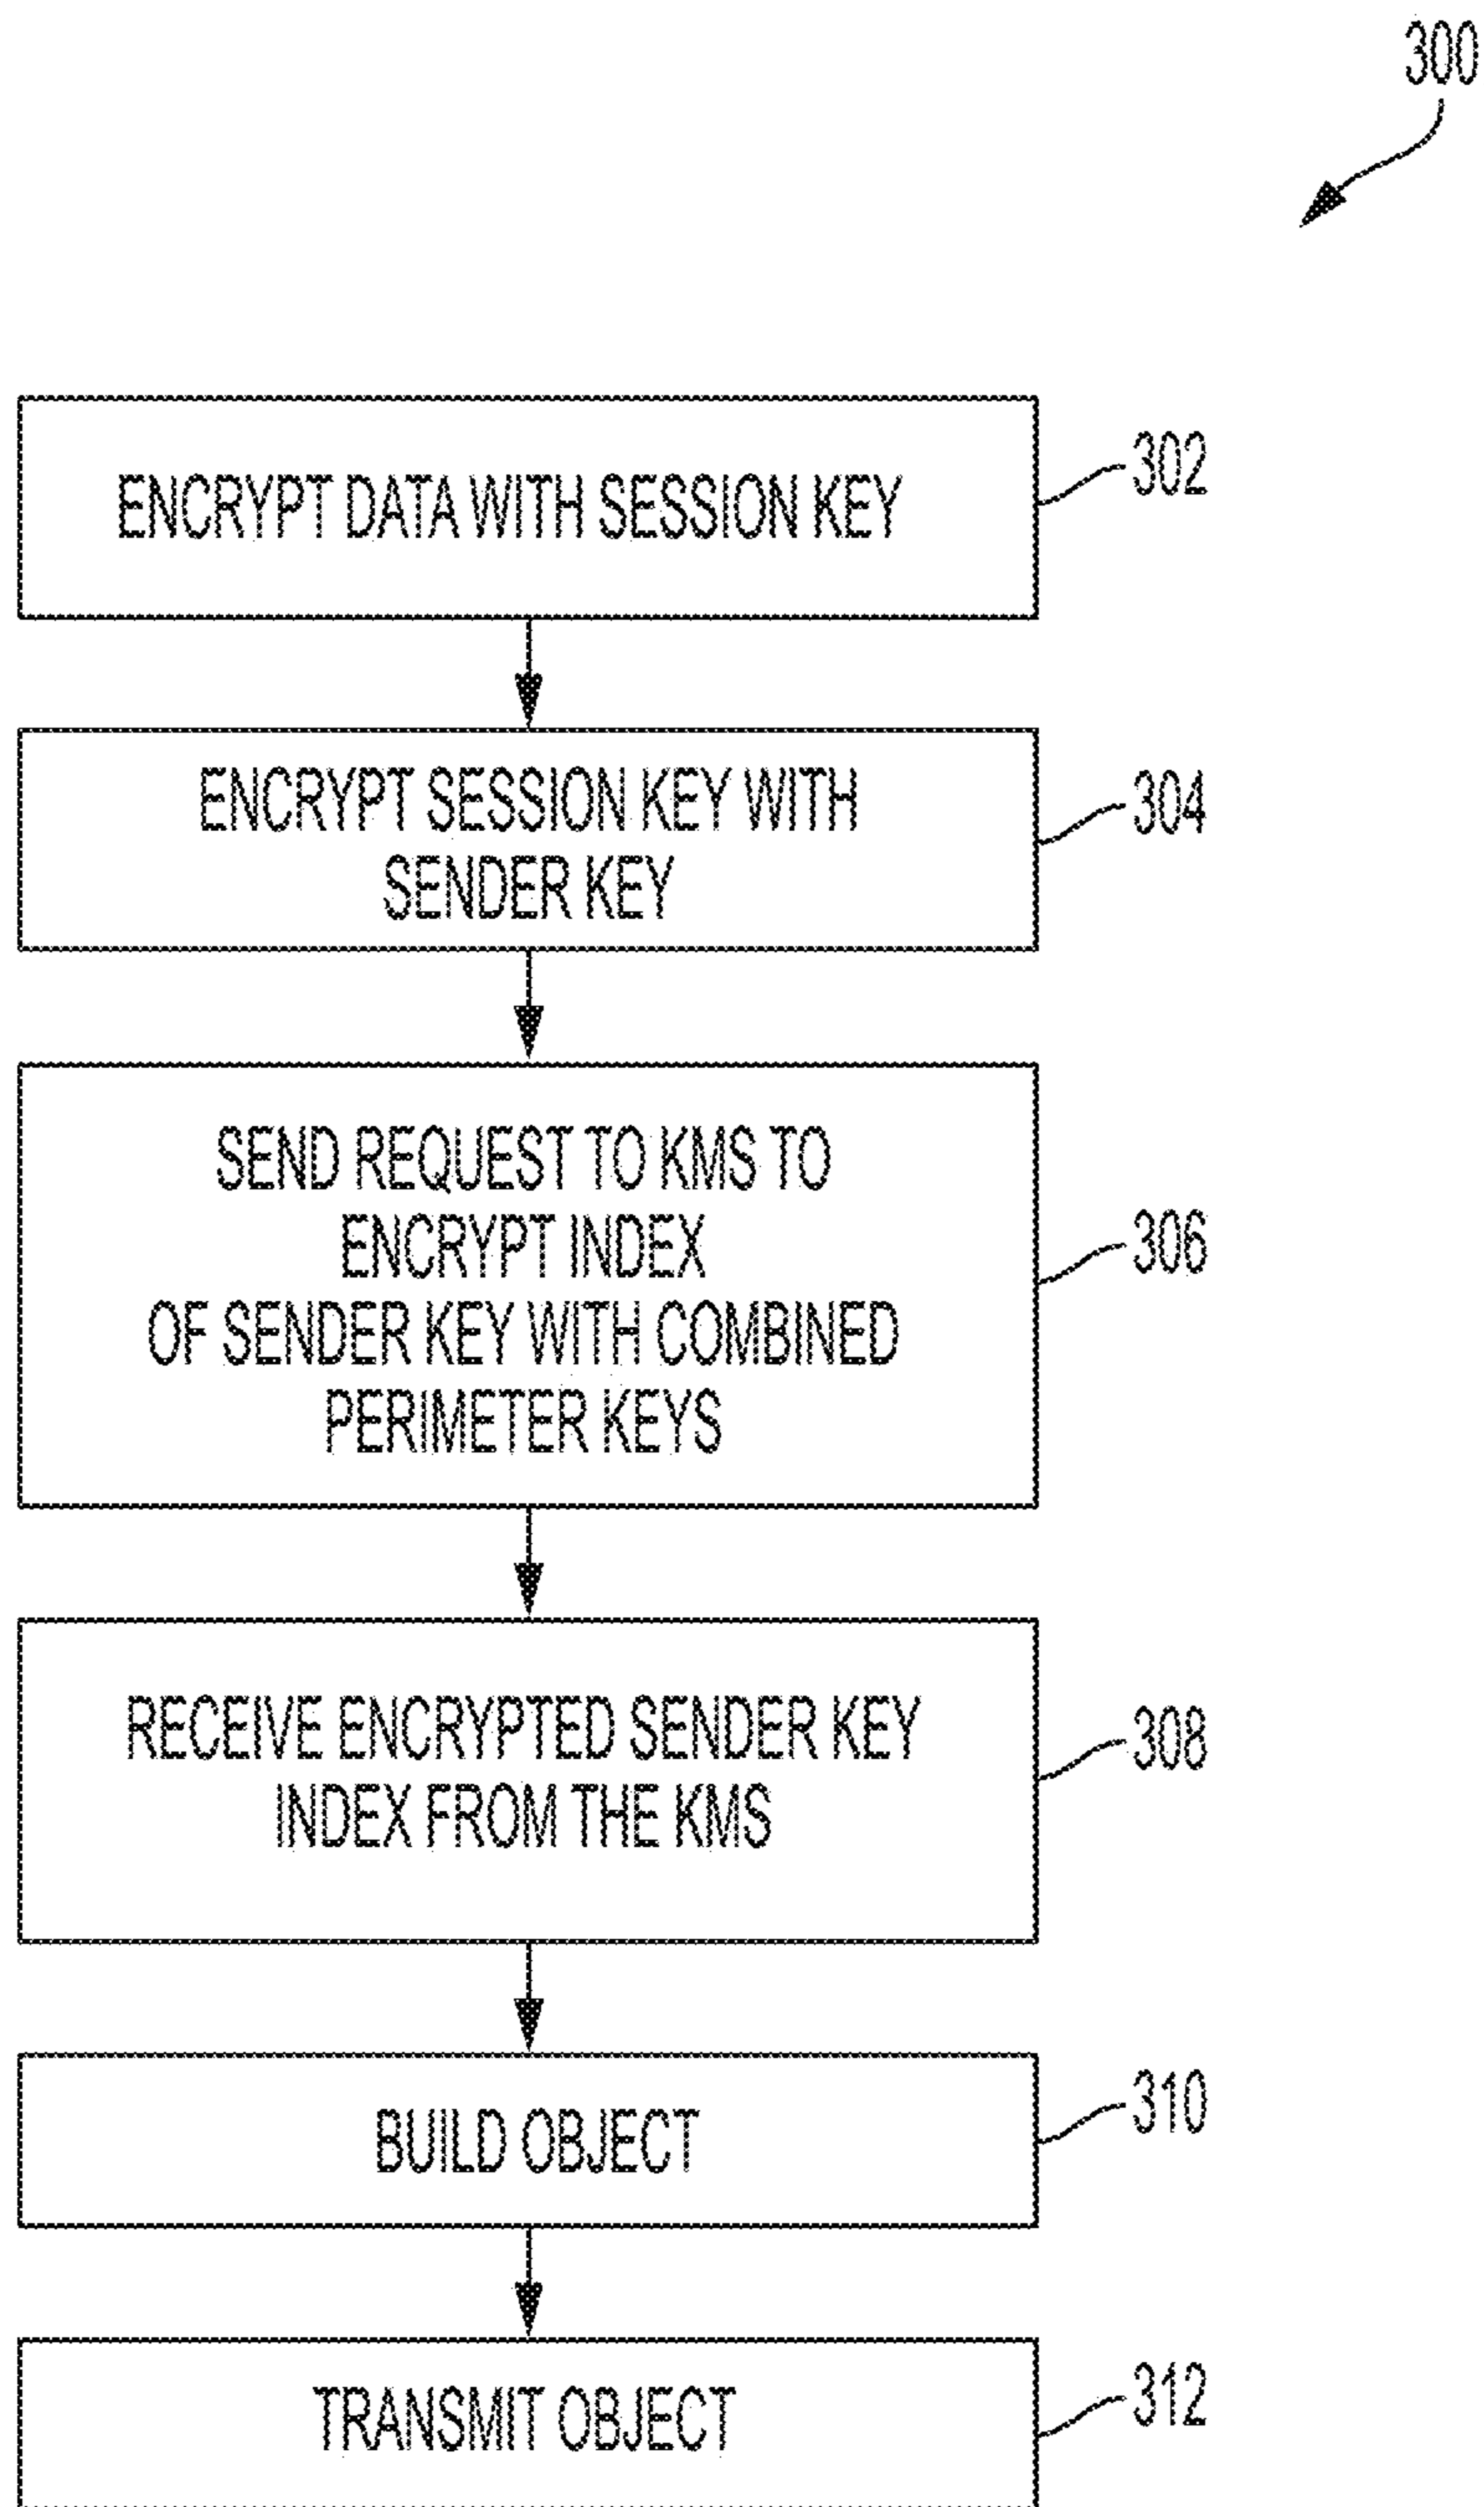 300
ENCRYPT DATA WITH SESSION KEY
302
ENCRYPT SESSION KEY WITH
SENDER KEY
304
SEND REQUEST TO KMS TO
ENCRYPT INDEX
OF SENDER KEY WITH COMBINED
PERIMETER KEYS
306
RECEIVE ENCRYPTED SENDER KEY
INDEX FROM THE KMS
308
BUILD OBJECT
310
TRANSMIT OBJECT
312